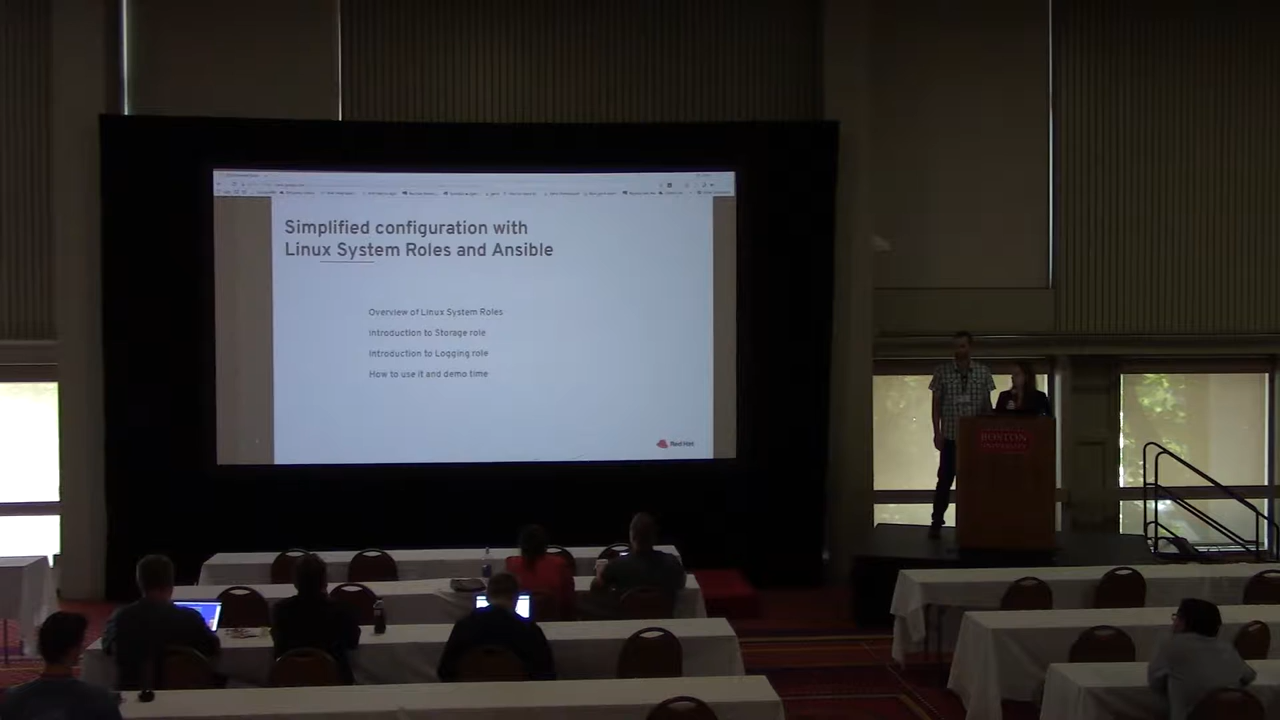 Simplified configuration with
Linux System Roles and Ansible
Overview of Linux System Roles
Introduction to Storage role
Introduction to Logging role
How to use it and demo time
Red Hat
BOSTON
UNIVERSITY